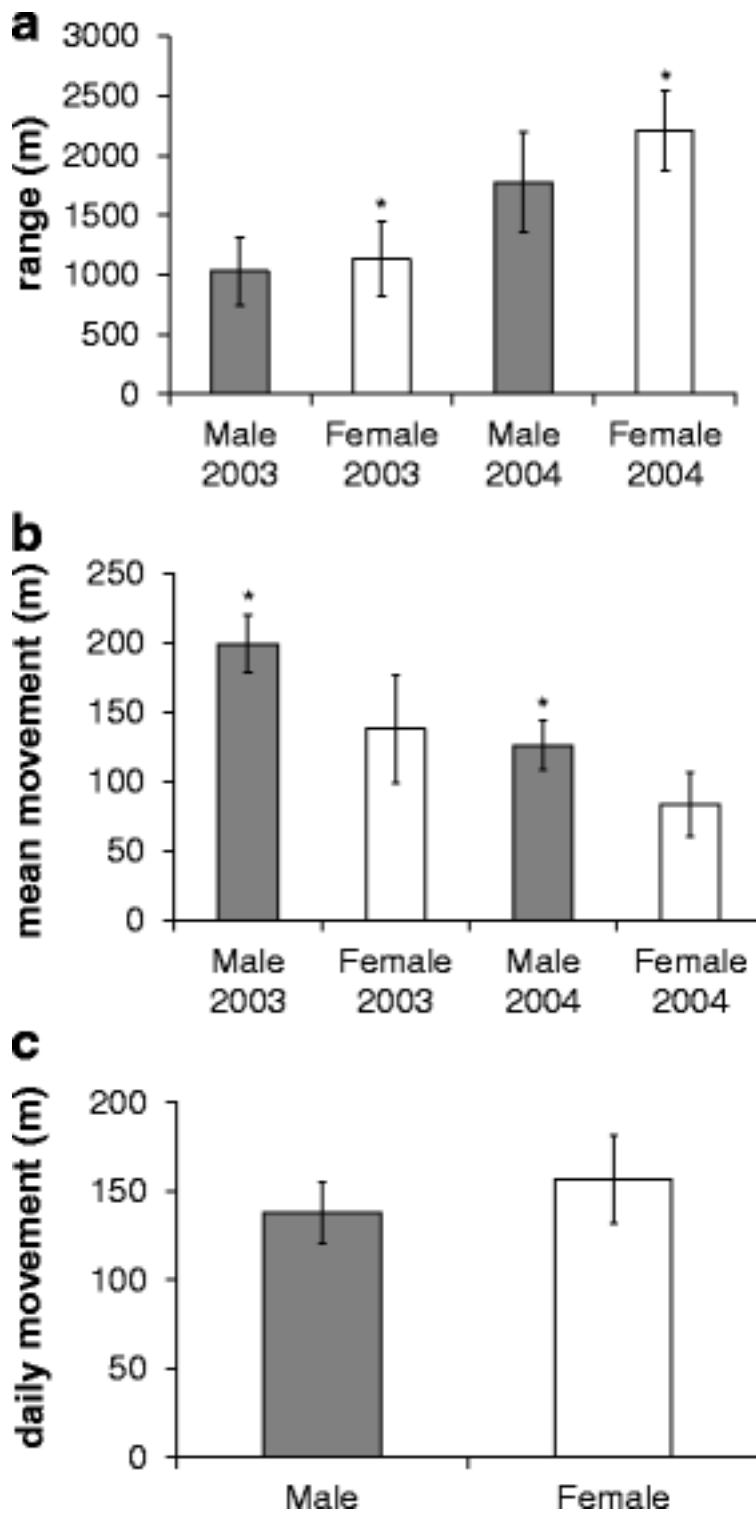 a
range (m)
3000
2500
2000
1500
1000
500
0
*
*
Male Female Male Female
2003 2003 2004 2004
b
mean movement (m)
250
200
150
100
50
0
*
*
Male Female Male Female
2003 2003 2004 2004
c
daily movement (m)
200
150
100
50
0
Male Female